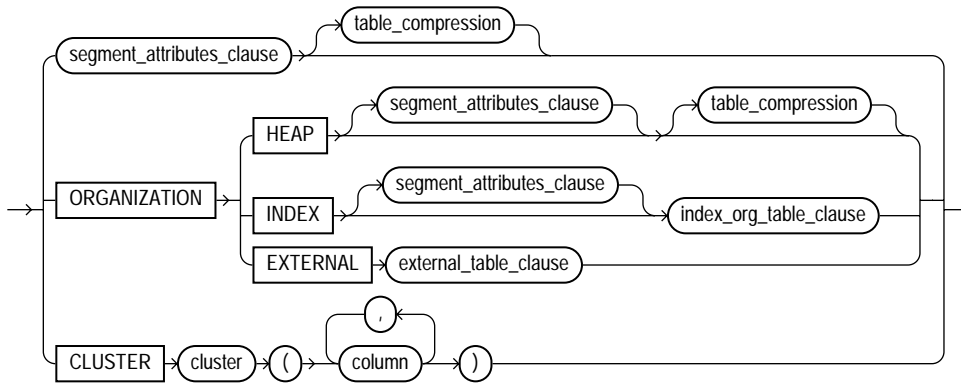 table_compression
segment_attributes_clause
segment_attributes_clause table_compression
HEAP
segment_attributes_clause
ORGANIZATION
INDEX index_org_table_clause
EXTERNAL external_table_clause
,
CLUSTER cluster ( column )